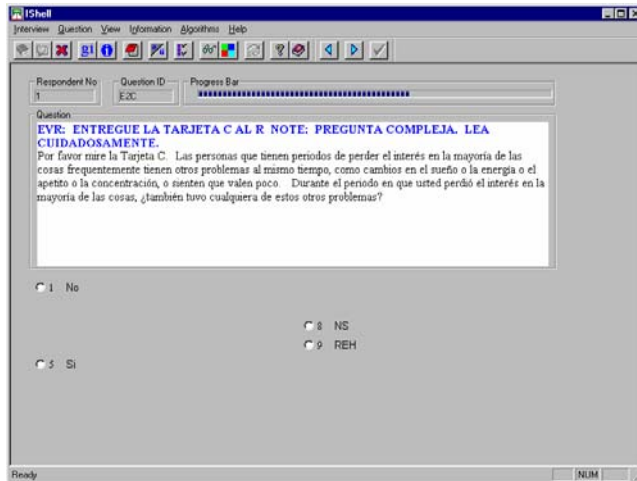 IShell
Interview Question View Information Algorithms Help
Respondent No Question ID Progress Bar
1 E2C
Question
EVR: ENTREGUE LA TARJETA C AL R NOTE: PREGUNTA COMPLEJA. LEA
CUIDADOSAMENTE.
Por favor mire la Tarjeta C. Las personas que tienen periodos de perder el interés en la mayoría de las
cosas frequentemente tienen otros problemas al mismo tiempo, como cambios en el sueño o la energía o el
apetito o la concentración, o sienten que valen poco. Durante el periodo en que usted perdió el interés en la
mayoría de las cosas, ¿también tuvo cualquiera de estos otros problemas?
1 No
8 NS
9 REH
5 Si
Ready NUM